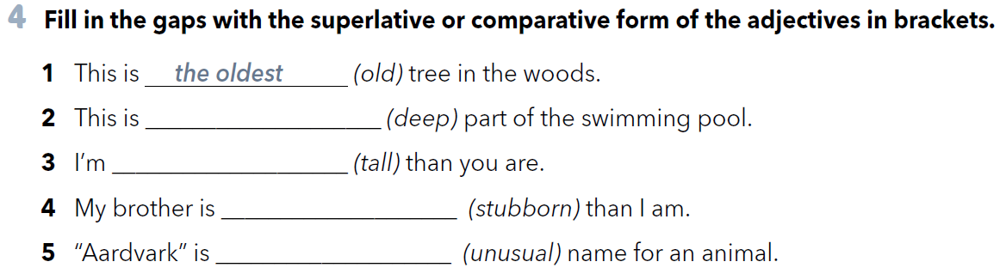 4 Fill in the gaps with the superlative or comparative form of the adjectives in brackets.
1 This is the oldest (old) tree in the woods.
2 This is ____________________ (deep) part of the swimming pool.
3 I’m ____________________ (tall) than you are.
4 My brother is ____________________ (stubborn) than I am.
5 “Aardvark” is ____________________ (unusual) name for an animal.